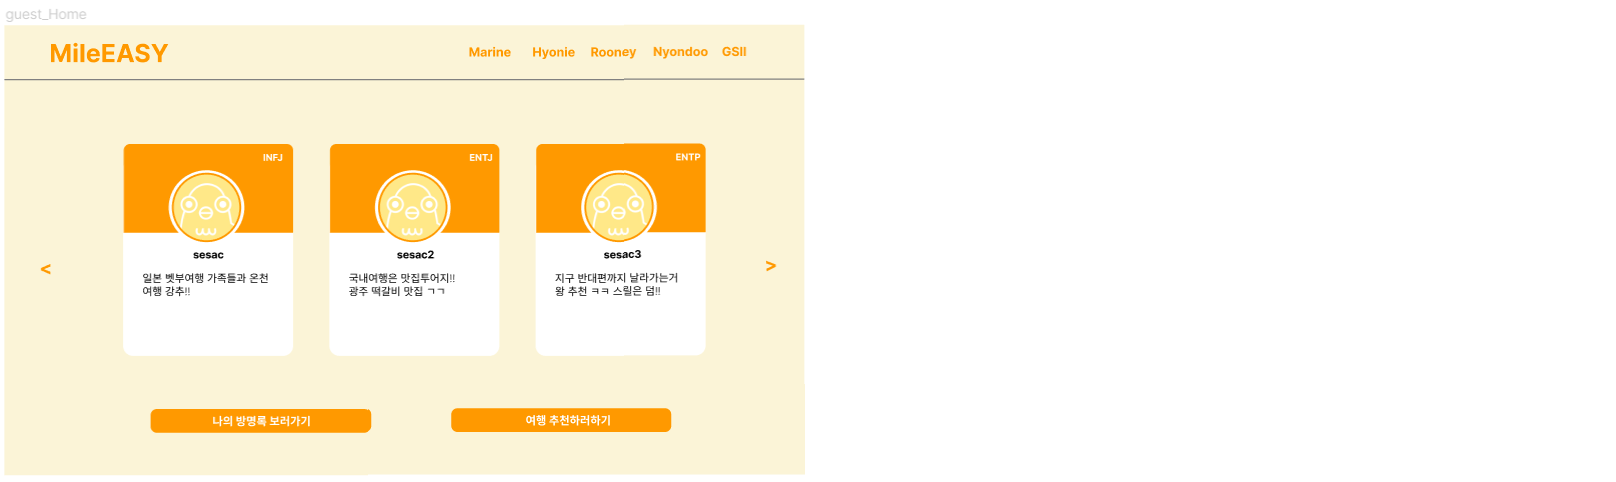 guest_Home
MileEASY
Marine Hyonie Rooney Nyondoo GSII
INFJ
sesac
일본 벳부여행 가족들과 온천
여행 강추!!
ENTJ
sesac2
국내여행은 맛집투어지!!
광주 떡갈비 맛집 ㄱㄱ
ENTP
sesac3
지구 반대편까지 날라가는거
왕 추천 ㅋㅋ 스릴은 덤!!
<
>
나의 방명록 보러가기
여행 추천하러하기